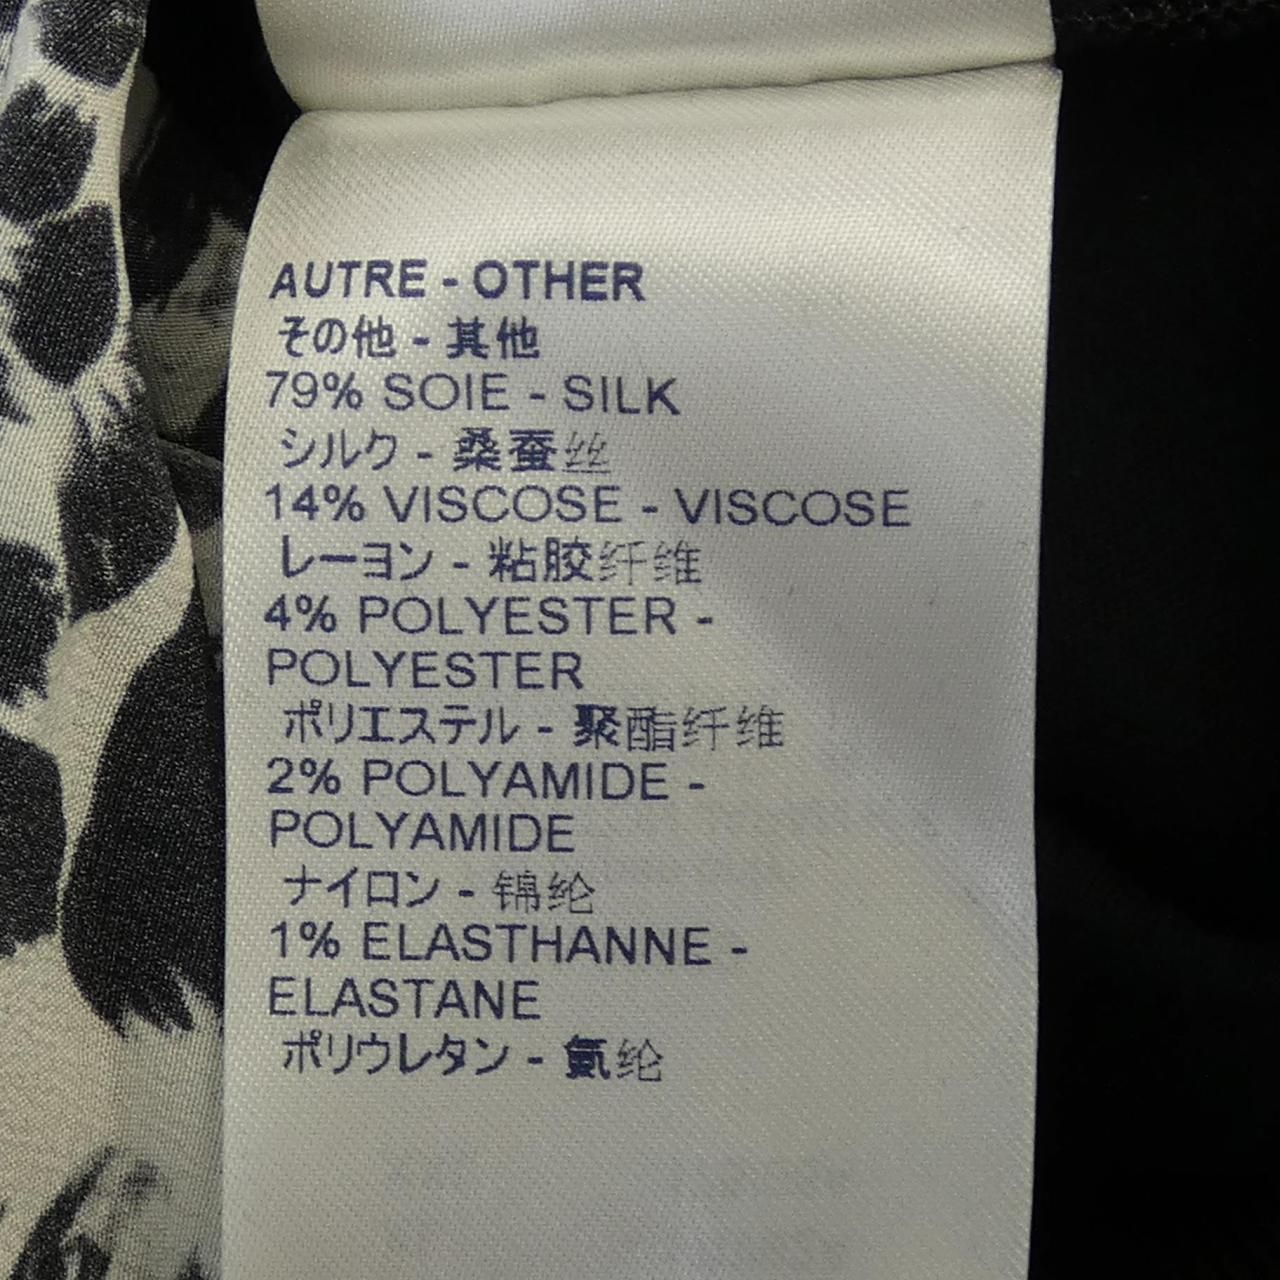 AUTRE - OTHER
その他 - 其他
79% SOIE - SILK
シルク - 桑蚕丝
14% VISCOSE - VISCOSE
レーヨン - 粘胶纤维
4% POLYESTER -
POLYESTER
ポリエステル - 聚酯纤维
2% POLYAMIDE -
POLYAMIDE
ナイロン - 锦纶
1% ELASTHANNE -
ELASTANE
ポリウレタン - 氨纶